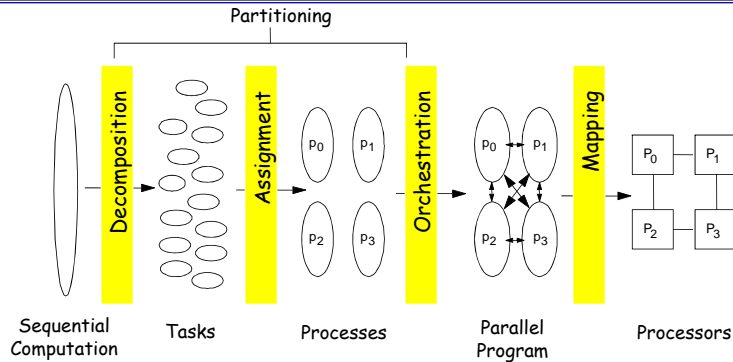 Partitioning
Decomposition
Assignment
Orchestration
Mapping
p0 p1
p2 p3
p0 p1
p2 p3
P0 P1
P2 P3
Sequential
Computation
Tasks
Processes
Parallel
Program
Processors